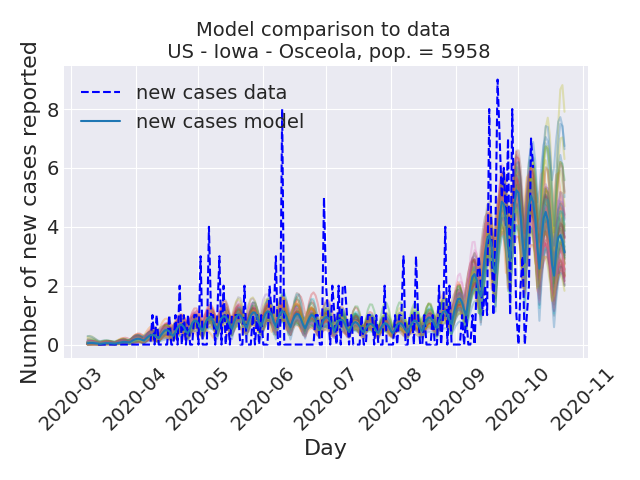 Model comparison to data
US - Iowa - Osceola, pop. = 5958
Number of new cases reported
8
6
4
2
0
new cases data
new cases model
2020-03
2020-04
2020-05
2020-06
2020-07
2020-08
2020-09
2020-10
2020-11
Day